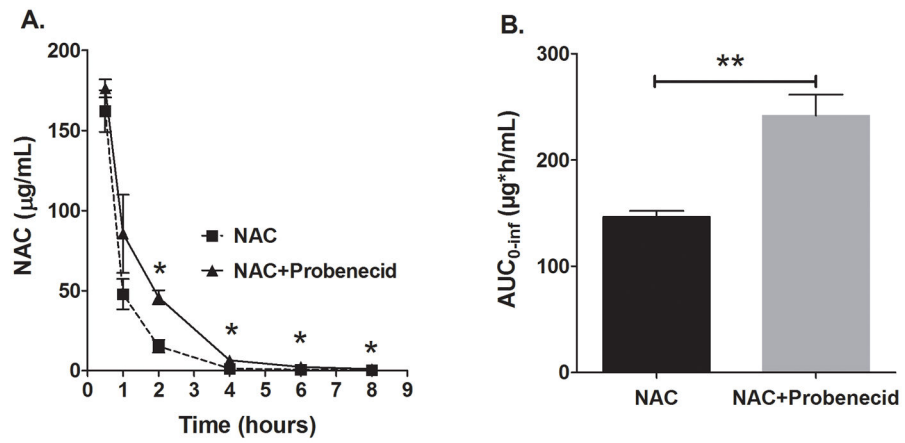 A.
200
150
100
50
0
NAC (µg/mL)
NAC
NAC+Probenecid
*
*
*
*
0 1 2 3 4 5 6 7 8 9
Time (hours)
B.
300
200
100
0
AUC0-inf (µg*h/mL)
**
NAC NAC+Probenecid